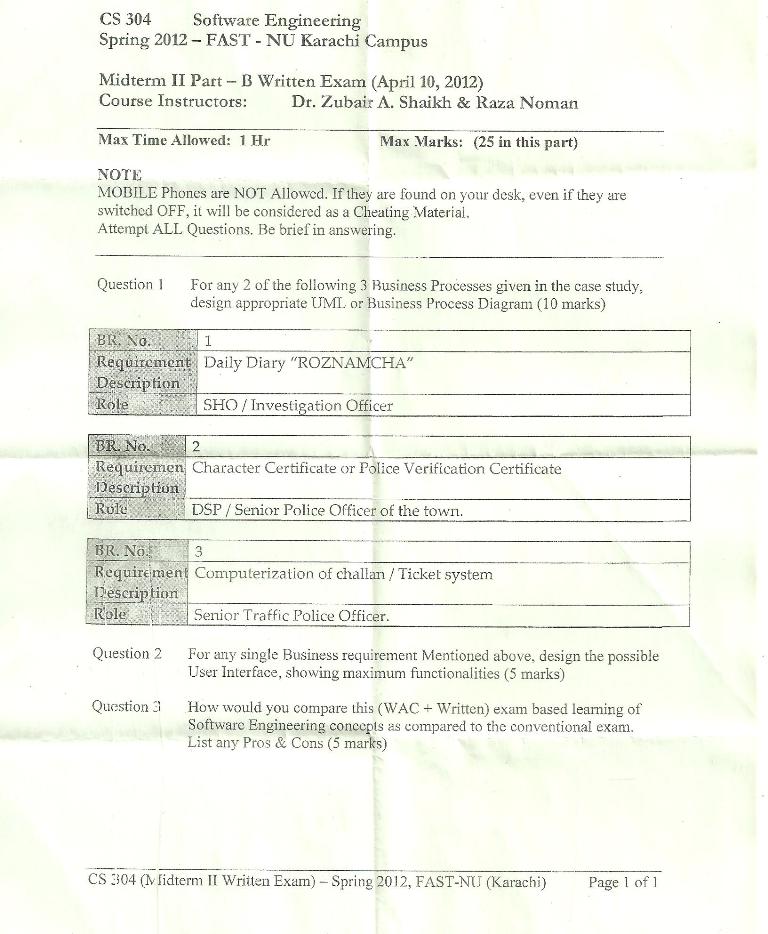 CS 304 Software Engineering
Spring 2012 – FAST - NU Karachi Campus
Midterm II Part – B Written Exam (April 10, 2012)
Course Instructors: Dr. Zubair A. Shaikh & Raza Noman
Max Time Allowed: 1 Hr Max Marks: (25 in this part)
NOTE
MOBILE Phones are NOT Allowed. If they are found on your desk, even if they are
switched OFF, it will be considered as a Cheating Material.
Attempt ALL Questions. Be brief in answering.
Question 1 For any 2 of the following 3 Business Processes given in the case study,
design appropriate UML or Business Process Diagram (10 marks)
BR. No. 1
Requirement Daily Diary "ROZNAMCHA"
Description
Role SHO / Investigation Officer
BR. No. 2
Requiremen Character Certificate or Police Verification Certificate
Description
Role DSP / Senior Police Officer of the town.
BR. No. 3
Requirement Computerization of challan / Ticket system
Description
Role Senior Traffic Police Officer.
Question 2 For any single Business requirement Mentioned above, design the possible
User Interface, showing maximum functionalities (5 marks)
Question 3 How would you compare this (WAC + Written) exam based learning of
Software Engineering concepts as compared to the conventional exam.
List any Pros & Cons (5 marks)
CS 304 (Midterm II Written Exam) – Spring 2012, FAST-NU (Karachi) Page 1 of 1